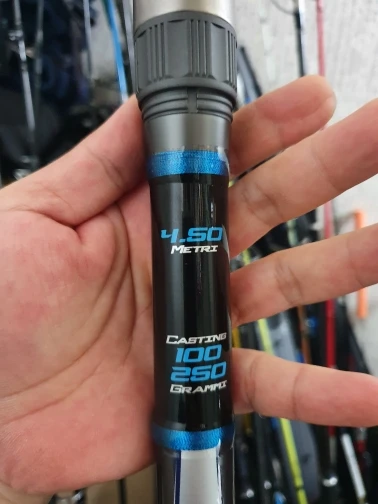 4.50
METRI
CASTING
100
250
GRAMMI